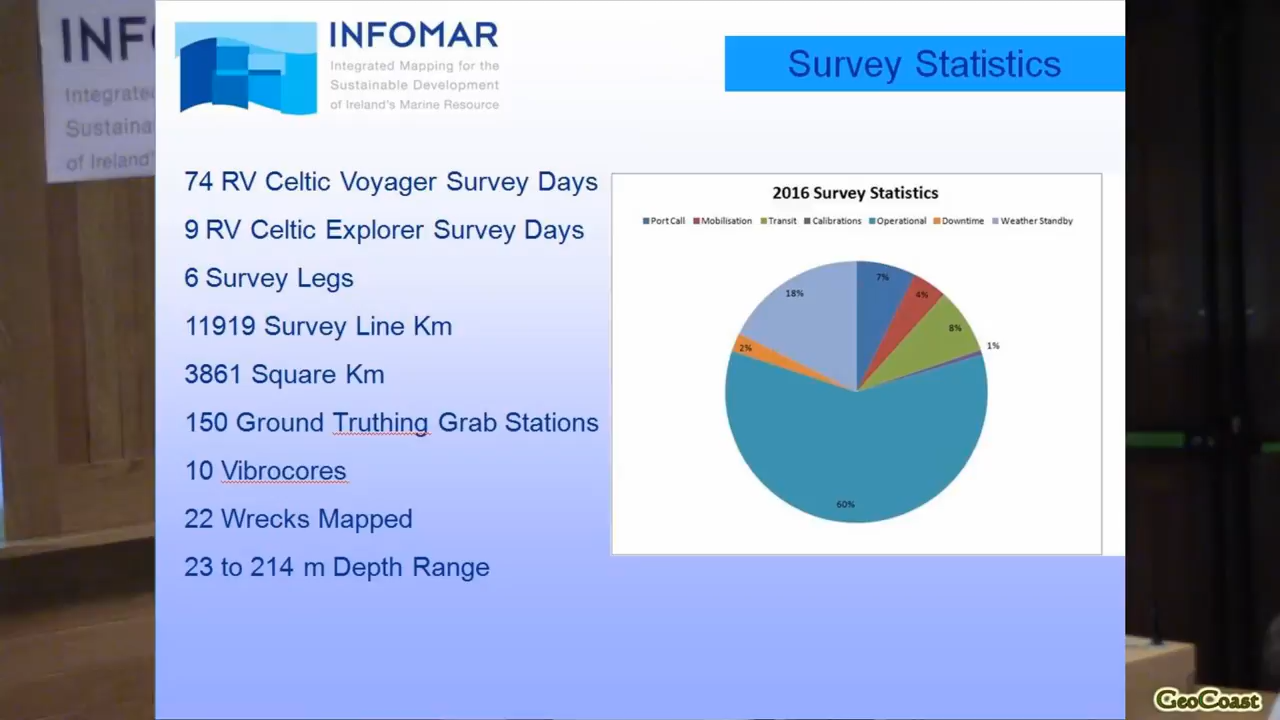 INFOMAR
Integrated Mapping for the
Sustainable Development
of Ireland's Marine Resource
Survey Statistics
INF
Integrated
Sustaina
of Ireland'
74 RV Celtic Voyager Survey Days
9 RV Celtic Explorer Survey Days
6 Survey Legs
11919 Survey Line Km
3861 Square Km
150 Ground Truthing Grab Stations
10 Vibrocores
22 Wrecks Mapped
23 to 214 m Depth Range
2016 Survey Statistics
Port Call Mobilisation Transit Calibrations Operational Downtime Weather Standby
7%
4%
8%
1%
60%
2%
18%
GeoCoast